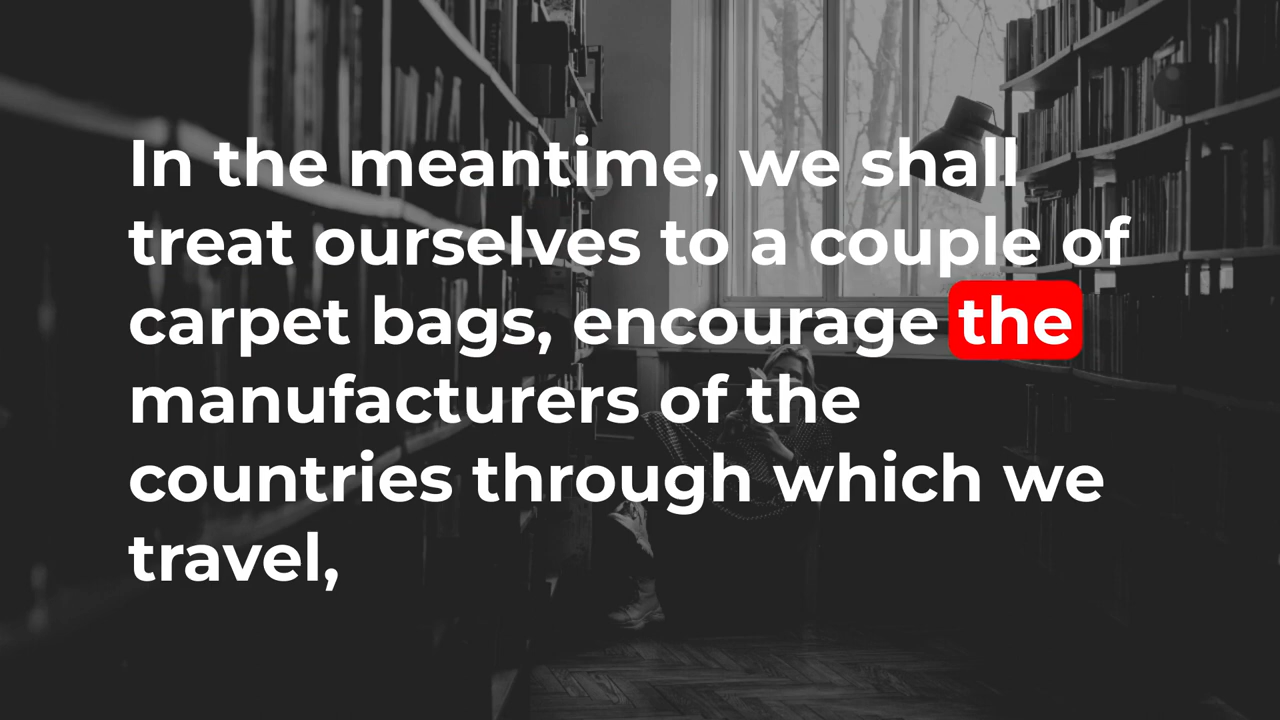 In the meantime, we shall
treat ourselves to a couple of
carpet bags, encourage the
manufacturers of the
countries through which we
travel,